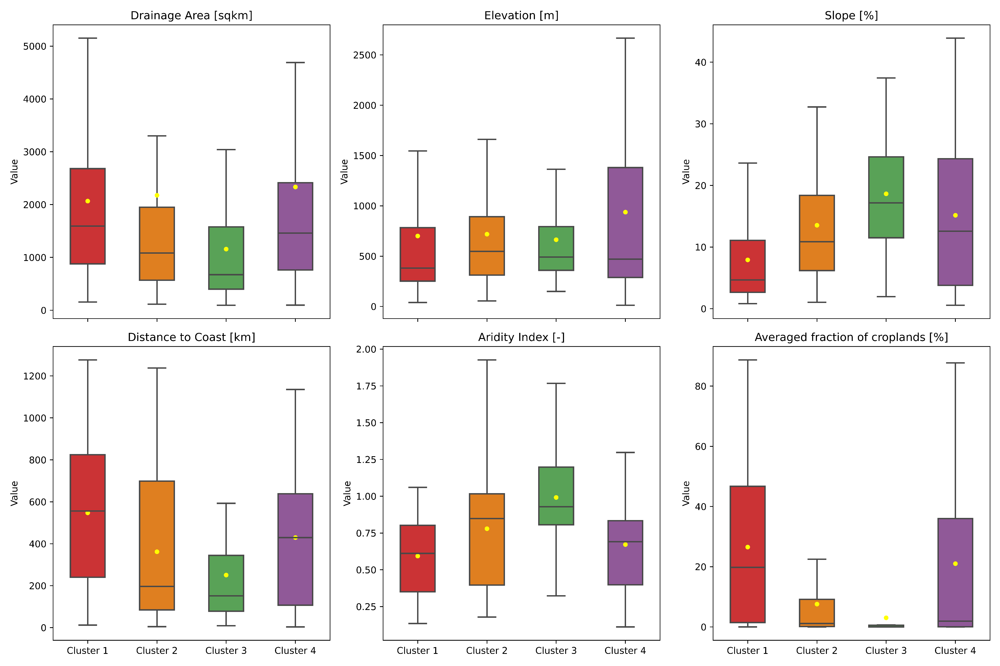 Drainage Area [sqkm]
Elevation [m]
Slope [%]
Value
5000
4000
3000
2000
1000
0
Value
2500
2000
1500
1000
500
0
Value
40
30
20
10
0
Distance to Coast [km]
Aridity Index [-]
Averaged fraction of croplands [%]
Value
1200
1000
800
600
400
200
0
Value
2.00
1.75
1.50
1.25
1.00
0.75
0.50
0.25
Value
80
60
40
20
0
Cluster 1 Cluster 2 Cluster 3 Cluster 4
Cluster 1 Cluster 2 Cluster 3 Cluster 4
Cluster 1 Cluster 2 Cluster 3 Cluster 4